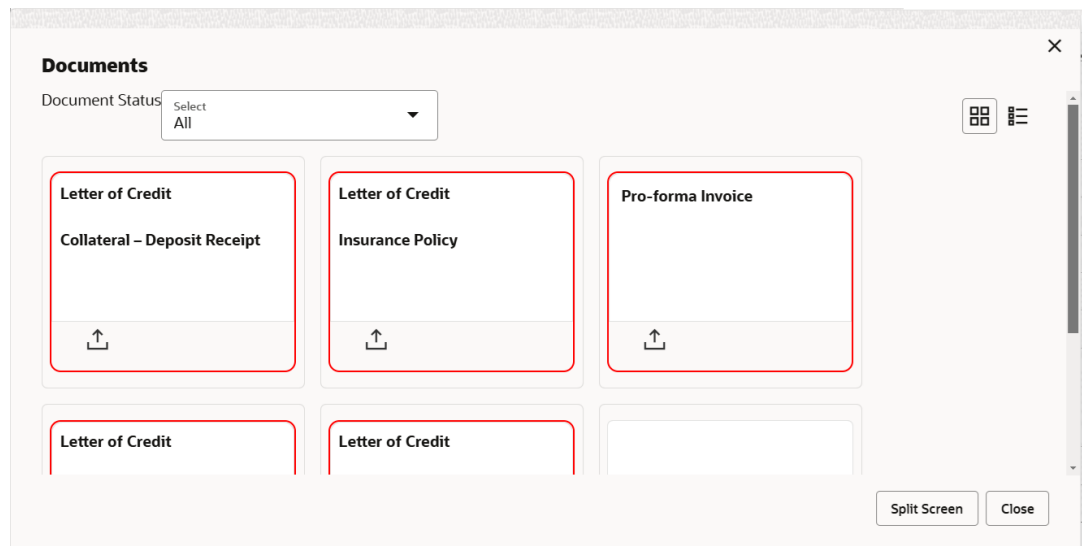 Documents
Document Status
Select
All
Letter of Credit
Collateral – Deposit Receipt
Letter of Credit
Insurance Policy
Pro-forma Invoice
Letter of Credit
Letter of Credit
Split Screen
Close